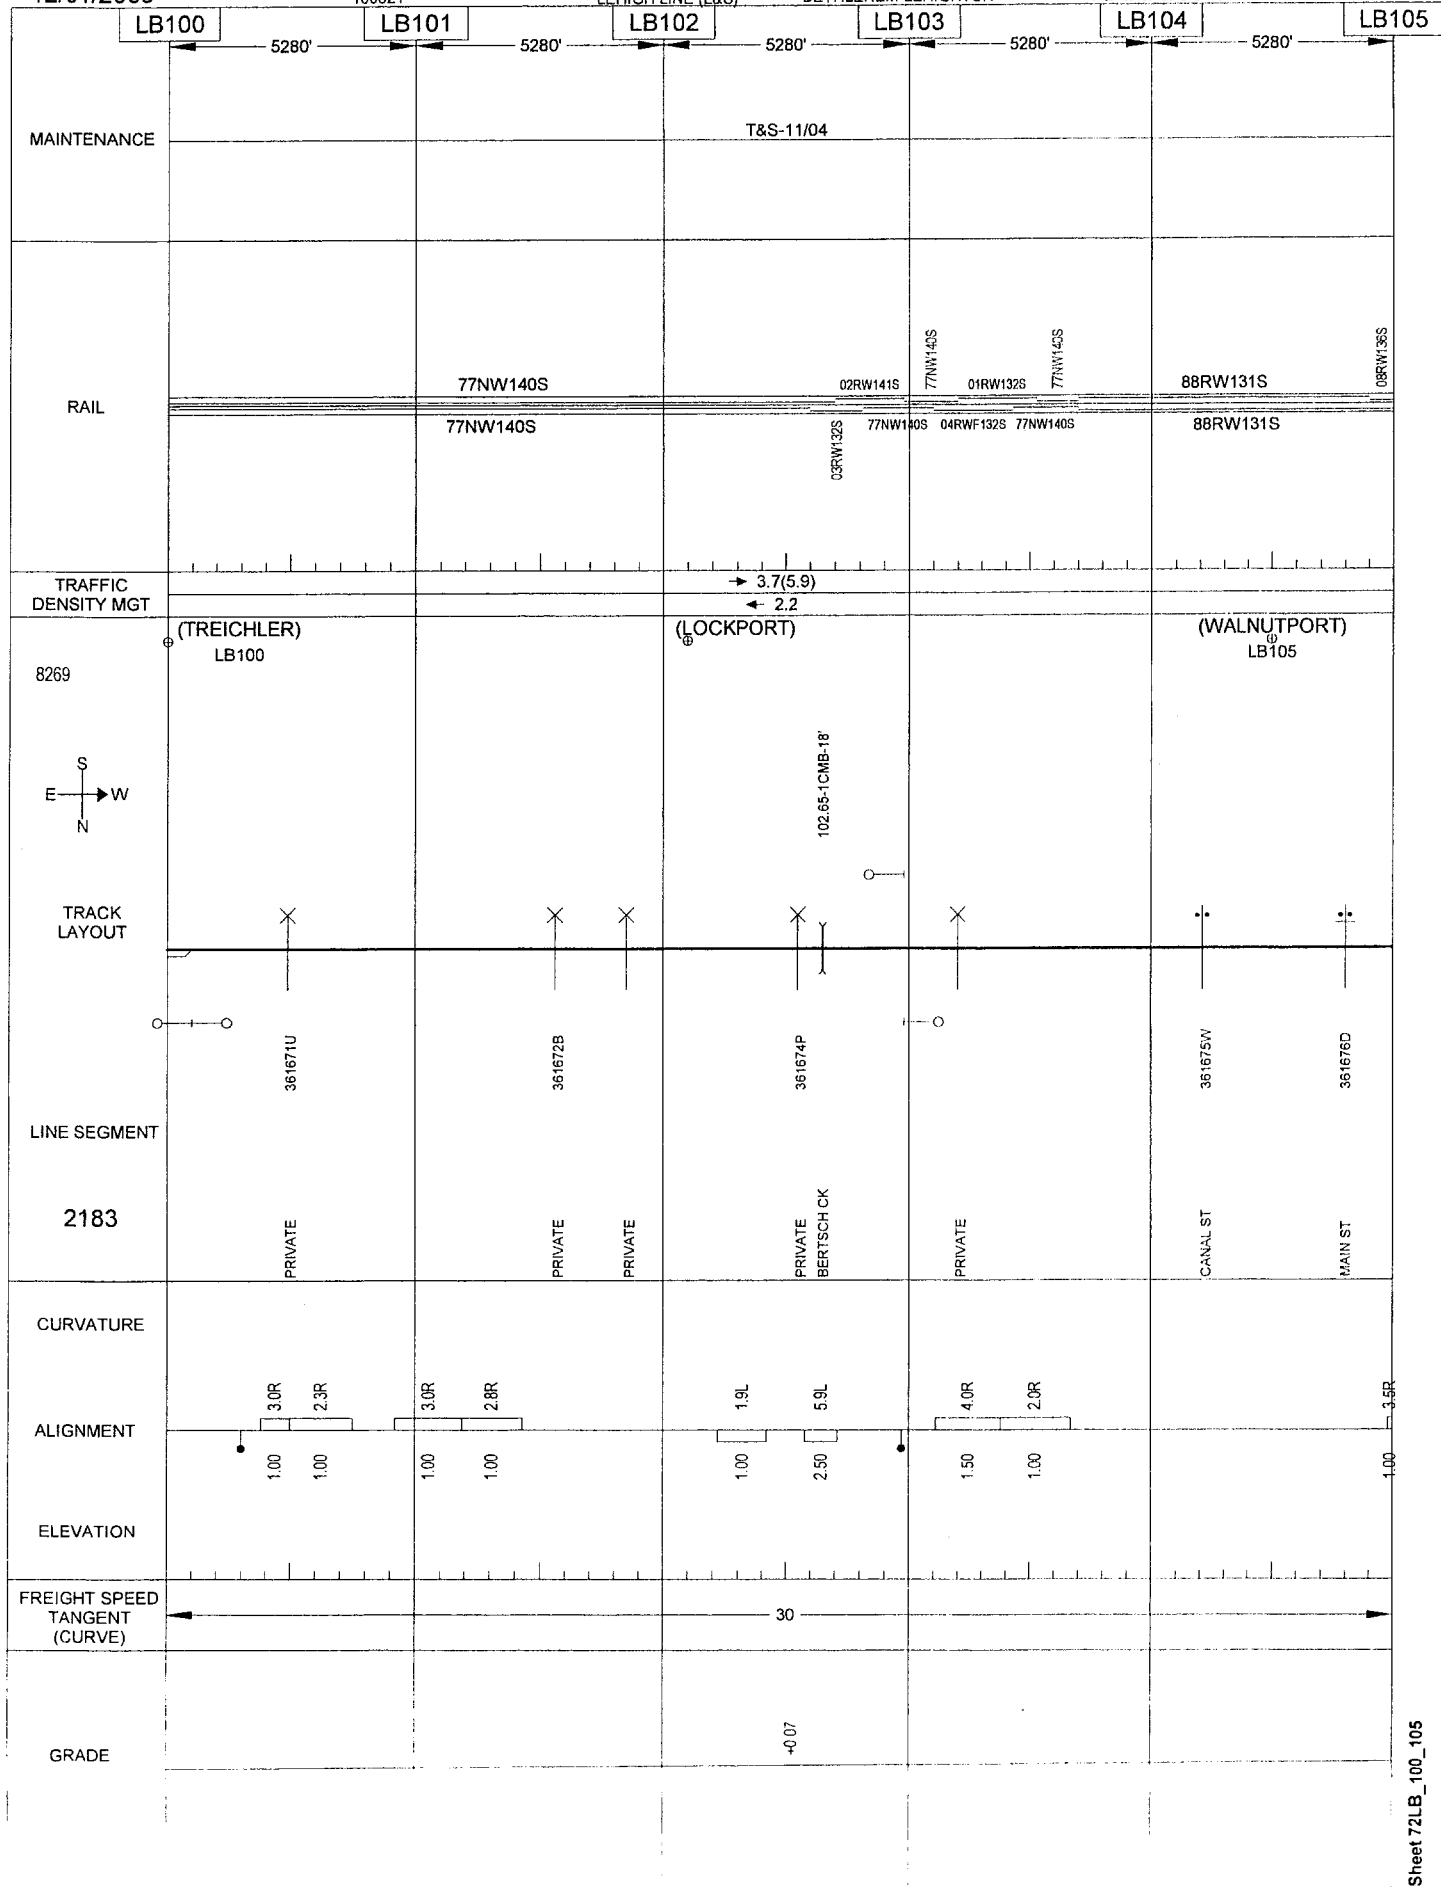 LB100 LB101 LB102 LB103 LB104 LB105
5280' 5280' 5280' 5280' 5280'
MAINTENANCE
T&S-11/04
RAIL
77NW140S 02RW141S 77NW140S 01RW132S 77NW140S 88RW131S 08RW136S
77NW140S 03RW132S 77NW140S 04RWF132S 77NW140S 88RW131S
TRAFFIC
DENSITY MGT
3.7(5.9)
2.2
(TREICHLER) (LOCKPORT) (WALNUTPORT)
LB100 LB105
8269
S
E W
N
102.65-1CMB-18'
TRACK
LAYOUT
361671U 361672B 361674P 361675W 361676D
LINE SEGMENT
2183
PRIVATE PRIVATE PRIVATE PRIVATE BERTSCH CK PRIVATE CANAL ST MAIN ST
CURVATURE
3.0R 2.3R 3.0R 2.8R 1.9L 5.9L 4.0R 2.0R 3.5R
ALIGNMENT
1.00 1.00 1.00 1.00 1.00 2.50 1.50 1.00 1.00
ELEVATION
FREIGHT SPEED
TANGENT
(CURVE)
30
GRADE
+0.07
Sheet 72LB_100_105